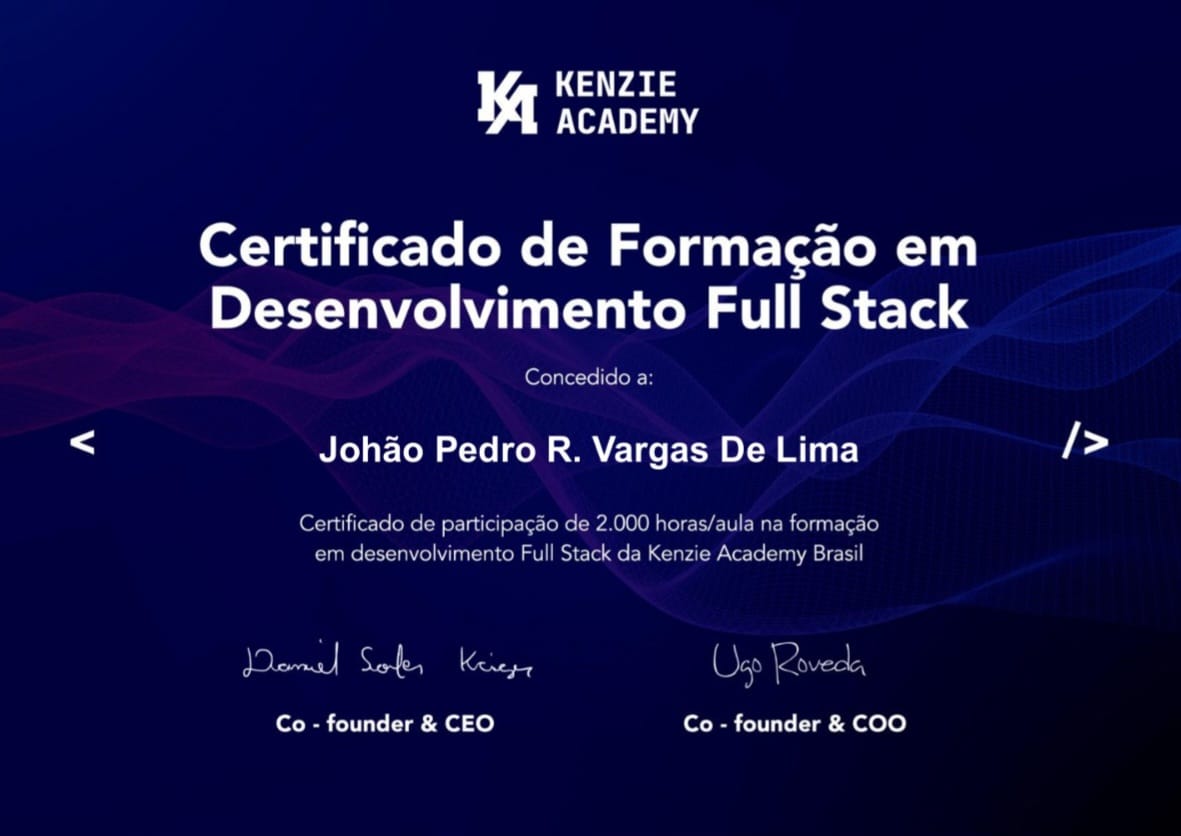 KENZIE
ACADEMY
Certificado de Formação em
Desenvolvimento Full Stack
Concedido a:
<
/>
Johão Pedro R. Vargas De Lima
Certificado de participação de 2.000 horas/aula na formação
em desenvolvimento Full Stack da Kenzie Academy Brasil
Daniel
Ugo Roveda
Co - founder & CEO
Co - founder & COO